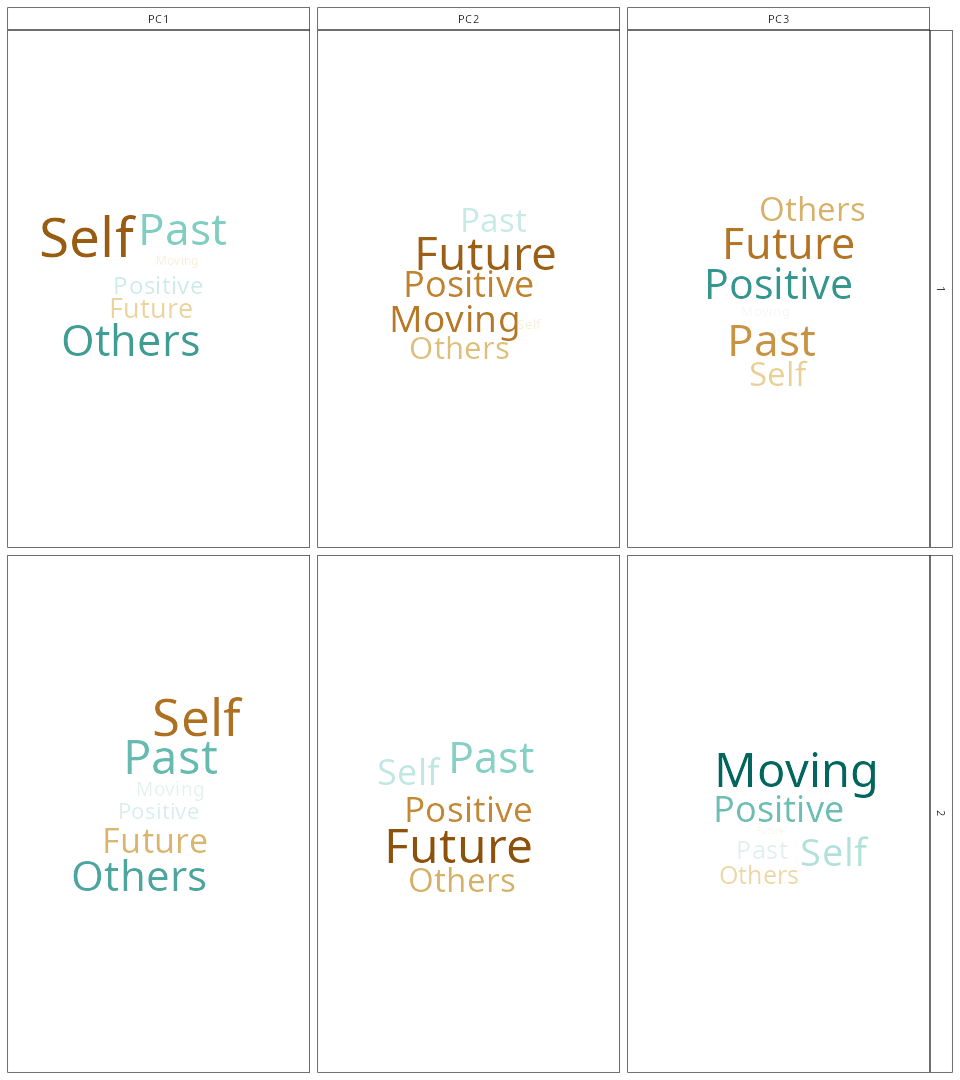 PC1
PC2
PC3
Self Past
Moving
Positive
Future
Others
Past
Future
Positive
Moving Self
Others
Others
Future
Positive
Moving
Past
Self
1
Self
Past
Moving
Positive
Future
Others
Self Past
Positive
Future
Others
Moving
Positive
Past Self
Others
2